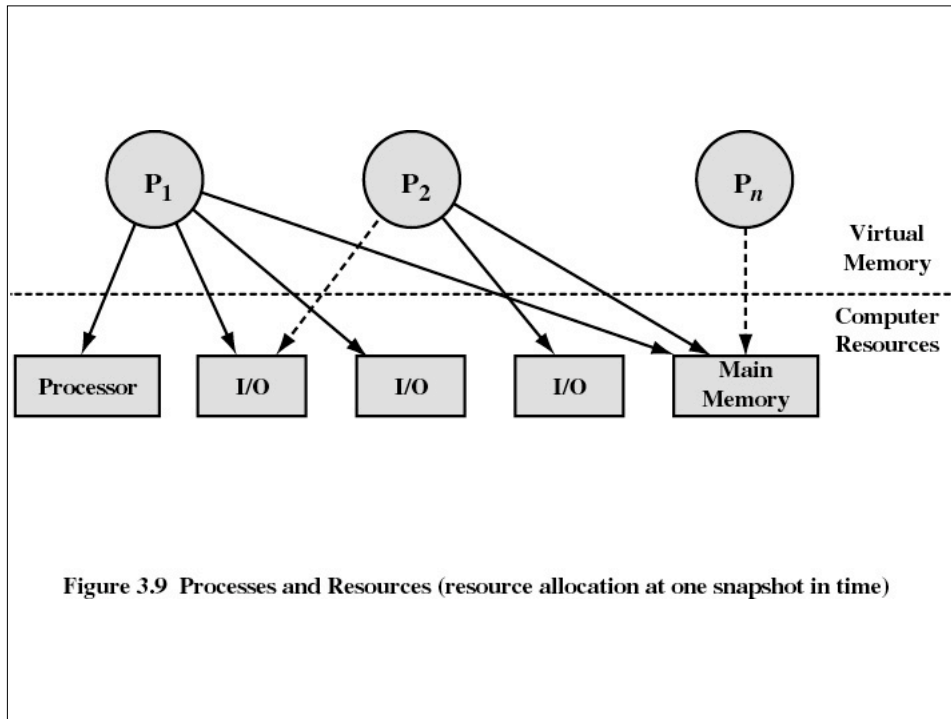 P1
P2
Pn
Virtual
Memory
Computer
Resources
Processor
I/O
I/O
I/O
Main
Memory
Figure 3.9 Processes and Resources (resource allocation at one snapshot in time)